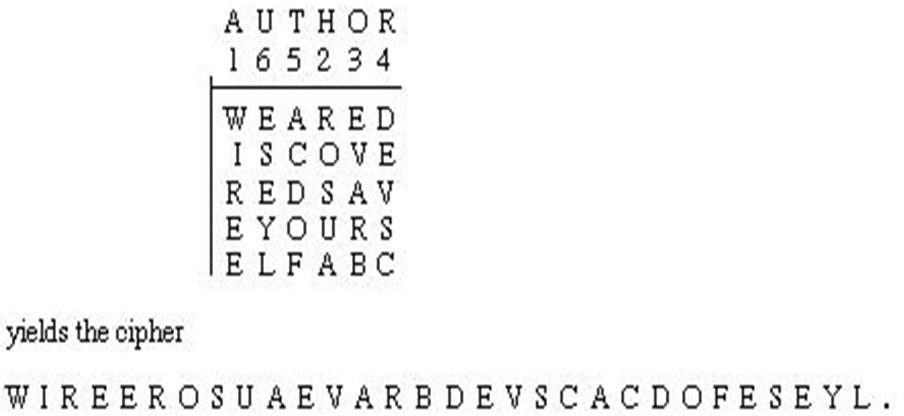 A U T H O R
1 6 5 2 3 4
W E A R E D
I S C O V E
R E D S A V
E Y O U R S
E L F A B C
yields the cipher
W I R E E R O S U A E V A R B D E V S C A C D O F E S E Y L .